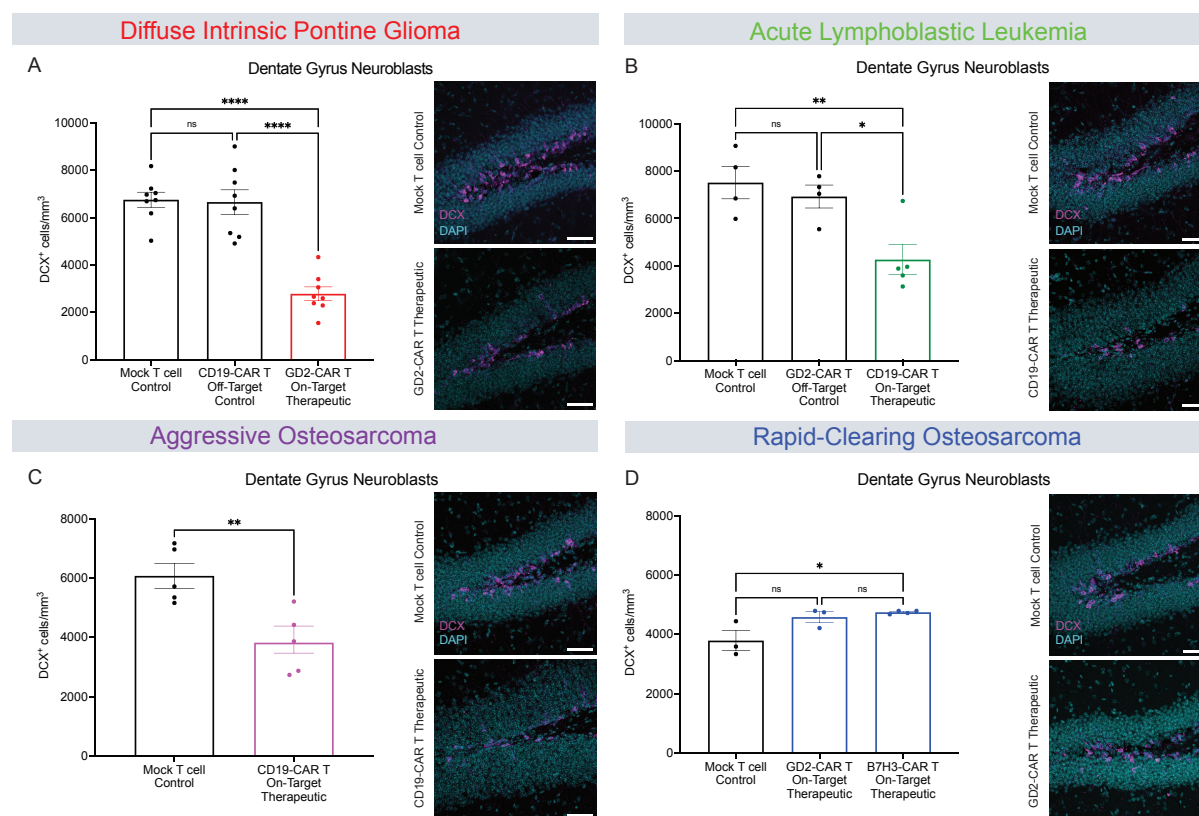 Diffuse Intrinsic Pontine Glioma
A
Dentate Gyrus Neuroblasts
DCX⁺ cells/mm³
10000
8000
6000
4000
2000
0
****
ns
****
Mock T cell
Control
CD19-CAR T
Off-Target
Control
GD2-CAR T
On-Target
Therapeutic
Mock T cell Control
DCX
DAPI
GD2-CAR T Therapeutic
Acute Lymphoblastic Leukemia
B
Dentate Gyrus Neuroblasts
DCX⁺ cells/mm³
10000
8000
6000
4000
2000
0
**
ns
*
Mock T cell
Control
GD2-CAR T
Off-Target
Control
CD19-CAR T
On-Target
Therapeutic
Mock T cell Control
DCX
DAPI
CD19-CAR T Therapeutic
Aggressive Osteosarcoma
C
Dentate Gyrus Neuroblasts
DCX⁺ cells/mm³
8000
6000
4000
2000
0
**
Mock T cell
Control
CD19-CAR T
On-Target
Therapeutic
Mock T cell Control
DCX
DAPI
CD19-CAR T Therapeutic
Rapid-Clearing Osteosarcoma
D
Dentate Gyrus Neuroblasts
DCX⁺ cells/mm³
8000
6000
4000
2000
0
*
ns
ns
Mock T cell
Control
GD2-CAR T
On-Target
Therapeutic
B7H3-CAR T
On-Target
Therapeutic
Mock T cell Control
DCX
DAPI
GD2-CAR T Therapeutic